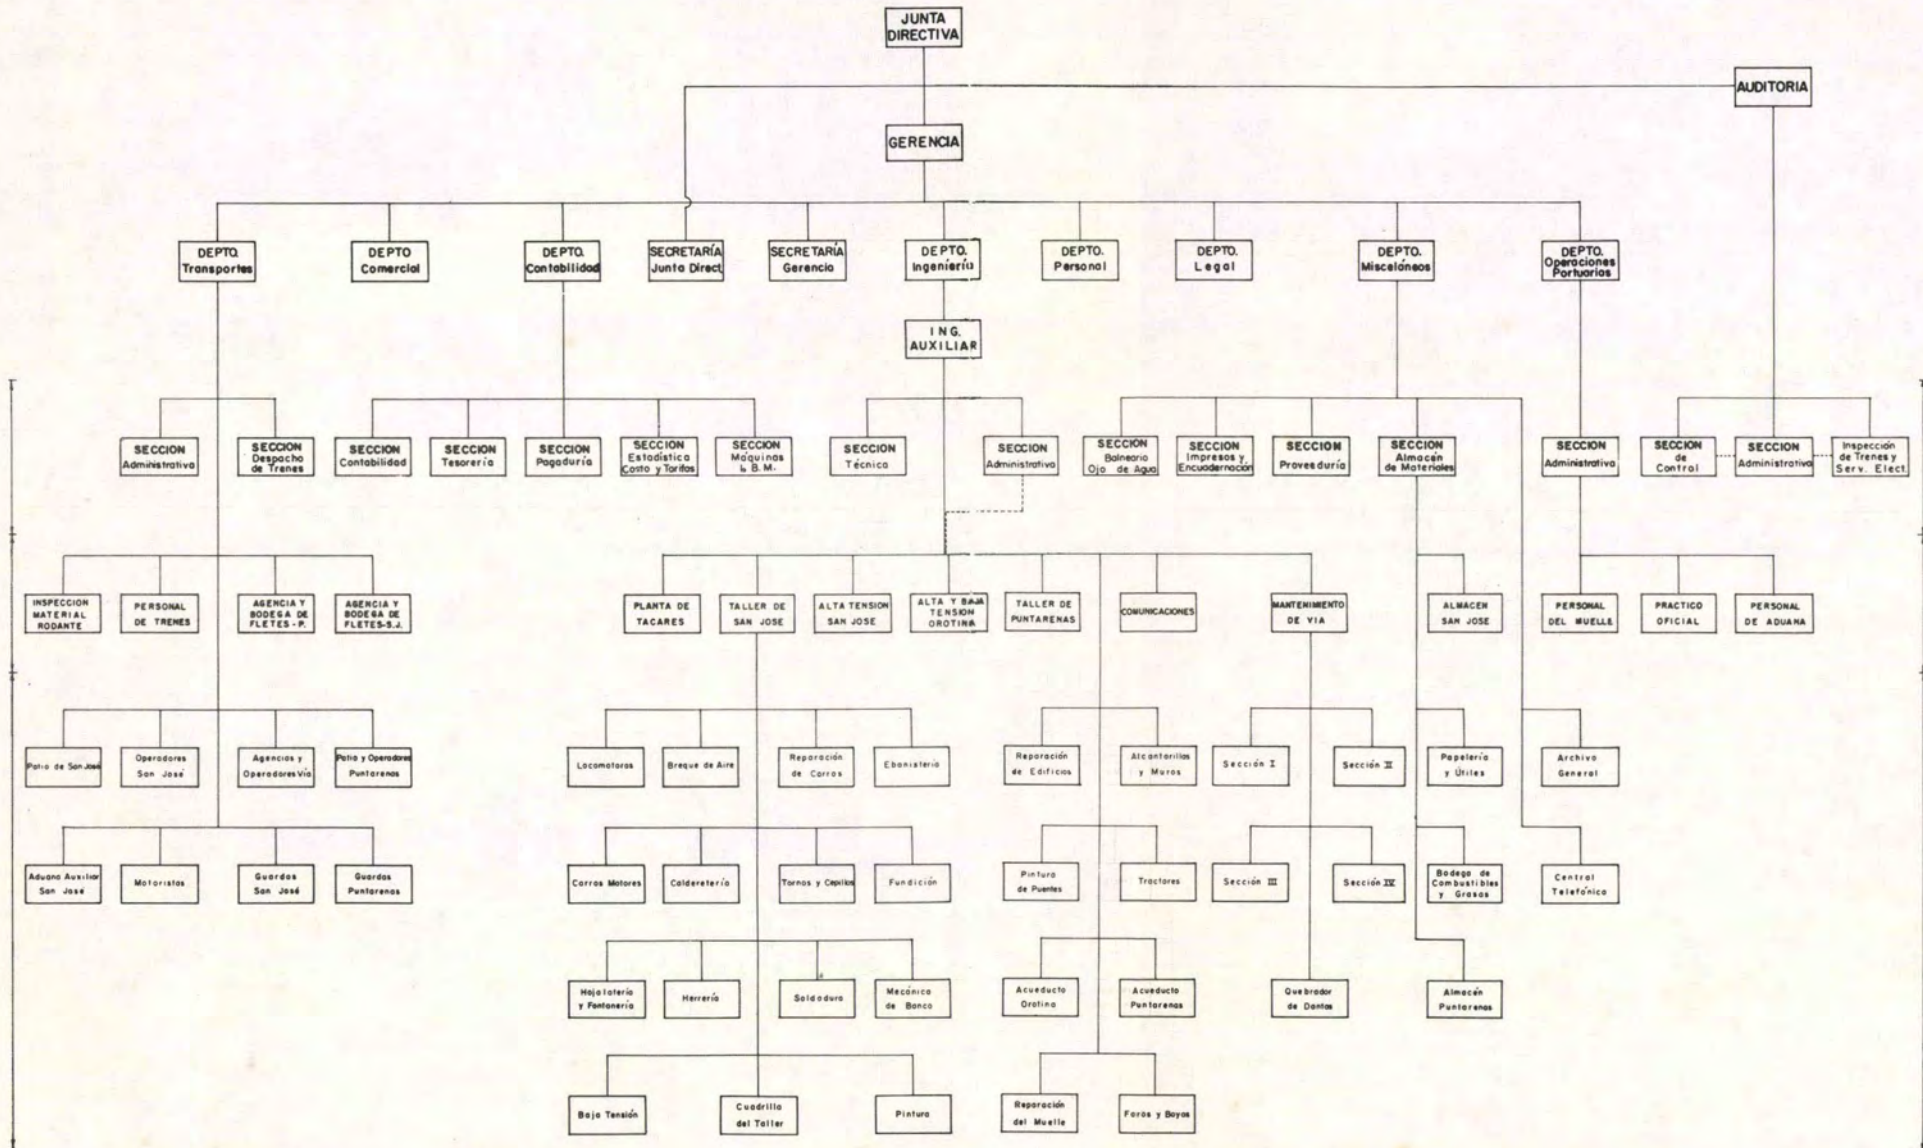 JUNTA
DIRECTIVA
AUDITORIA
GERENCIA
DEPTO.
Transportes
DEPTO
Comercial
DEPTO.
Contabilidad
SECRETARÍA
Junta Direct.
SECRETARÍA
Gerencia
DEPTO.
Ingeniería
DEPTO.
Personal
DEPTO.
Legal
DEPTO.
Misceláneos
DEPTO.
Operaciones
Portuarias
ING.
AUXILIAR
SECCION
Administrativa
SECCION
Despacho
de Trenes
SECCION
Contabilidad
SECCION
Tesorería
SECCION
Pagaduría
SECCION
Estadística
Costo y Tarifas
SECCION
Máquinas
I. B. M.
SECCION
Técnica
SECCION
Administrativa
SECCIÓN
Balneario
Ojo de Agua
SECCIÓN
Impresos y
Encuadernación
SECCION
Proveeduría
SECCIÓN
Almacén
de Materiales
SECCION
Administrativa
SECCION
de
Control
SECCION
Administrativa
Inspección
de Trenes y
Serv. Elect.
INSPECCION
MATERIAL
RODANTE
PERSONAL
DE TRENES
AGENCIA Y
BODEGA DE
FLETES-P.
AGENCIA Y
BODEGA DE
FLETES-S.J.
PLANTA DE
TACARES
TALLER DE
SAN JOSE
ALTA TENSION
SAN JOSE
ALTA Y BAJA
TENSION
OROTINA
TALLER DE
PUNTARENAS
COMUNICACIONES
MANTENIMIENTO
DE VIA
ALMACEN
SAN JOSE
PERSONAL
DEL MUELLE
PRACTICO
OFICIAL
PERSONAL
DE ADUANA
Patio de San José
Operadores
San José
Agencias y
Operadores Vía
Patio y Operadores
Puntarenas
Locomotoras
Breque de Aire
Reparación
de Carros
Ebanistería
Reparación
de Edificios
Alcantarillas
y Muros
Sección I
Sección II
Papelería
y Útiles
Archivo
General
Aduana Auxiliar
San José
Motoristas
Guardas
San José
Guardas
Puntarenas
Carros Motores
Calderetería
Tornos y Cepillos
Fundición
Pintura
de Puentes
Tractores
Sección III
Sección IV
Bodega de
Combustibles
y Grasas
Central
Telefónica
Hojalatería
y Fontanería
Herrería
Soldadura
Mecánica
de Banco
Acueducto
Orotina
Acueducto
Puntarenas
Quebrador
de Dantas
Almacén
Puntarenas
Baja Tensión
Cuadrilla
del Taller
Pintura
Reparación
del Muelle
Faros y Boyas